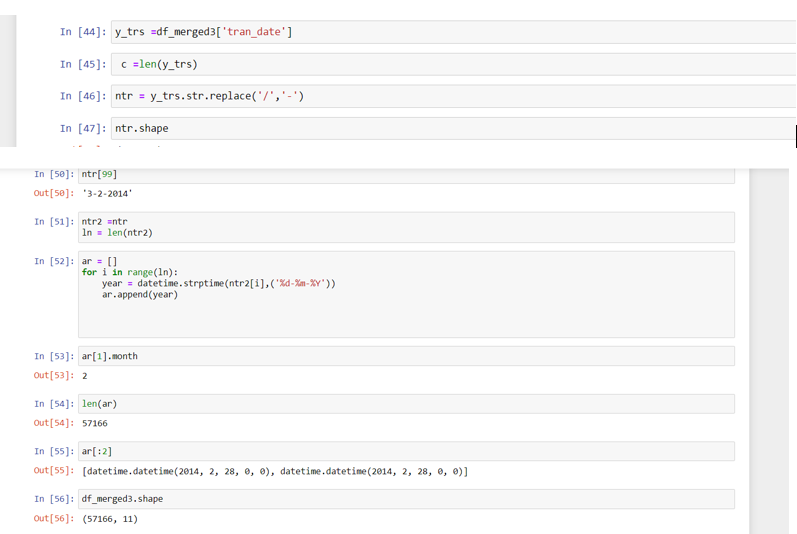 In [44]: y_trs =df_merged3['tran_date']
In [45]: c =len(y_trs)
In [46]: ntr = y_trs.str.replace('/','-')
In [47]: ntr.shape
In [50]: ntr[99]
Out[50]: '3-2-2014'
In [51]: ntr2 =ntr
ln = len(ntr2)
In [52]: ar = []
for i in range(ln):
year = datetime.strptime(ntr2[i],('%d-%m-%Y'))
ar.append(year)
In [53]: ar[1].month
Out[53]: 2
In [54]: len(ar)
Out[54]: 57166
In [55]: ar[:2]
Out[55]: [datetime.datetime(2014, 2, 28, 0, 0), datetime.datetime(2014, 2, 28, 0, 0)]
In [56]: df_merged3.shape
Out[56]: (57166, 11)